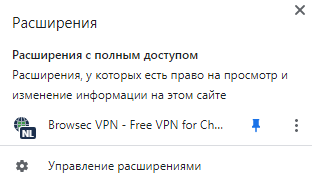 Расширения
Расширения с полным доступом
Расширения, у которых есть право на просмотр и
изменение информации на этом сайте
Browsec VPN - Free VPN for Ch...
NL
Управление расширениями